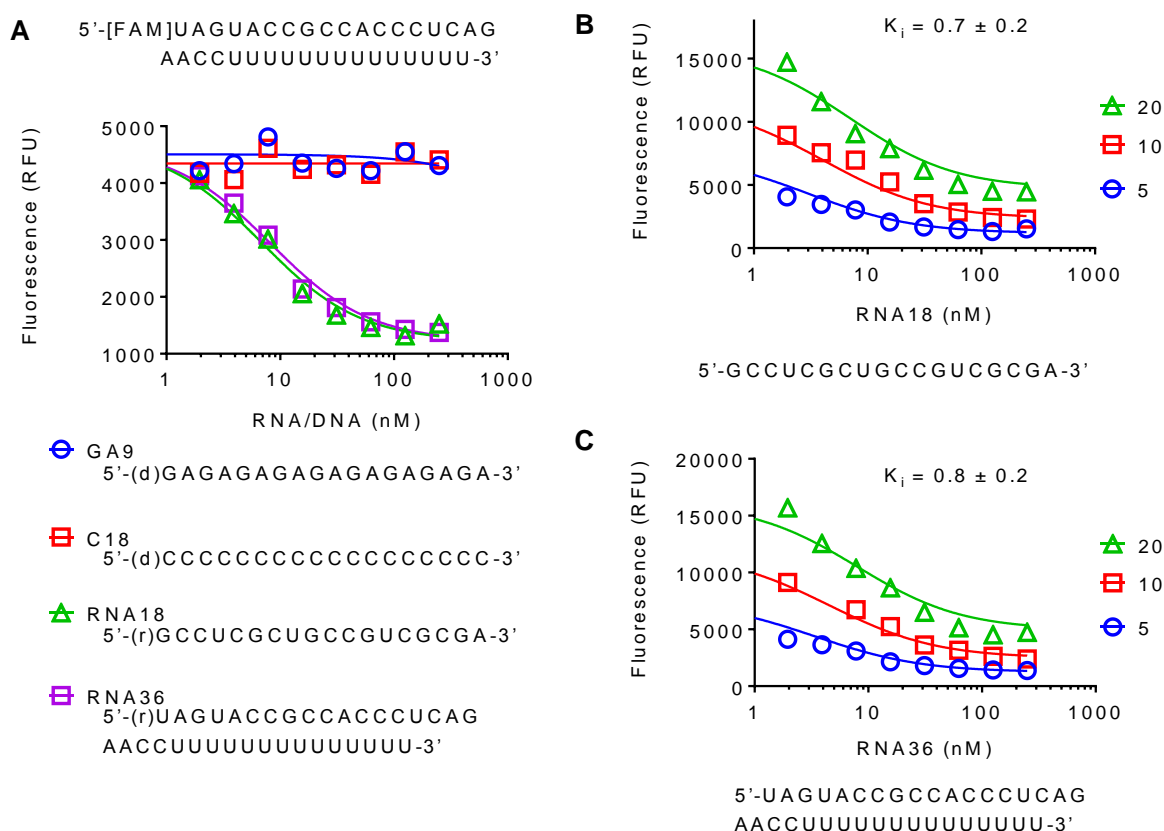 A
5'-[FAM]UAGUACCGCCACCCUCAG
AACCUUUUUUUUUUUUUU-3'
Fluorescence (RFU)
5000
4000
3000
2000
1000
1 10 100 1000
RNA/DNA (nM)
GA9
5'-(d)GAGAGAGAGAGAGAGAGA-3'
C18
5'-(d)CCCCCCCCCCCCCCCCCC-3'
RNA18
5'-(r)GCCUCGCUGCCGUCGCGA-3'
RNA36
5'-(r)UAGUACCGCCACCCUCAG
AACCUUUUUUUUUUUUUU-3'
B
Ki = 0.7 ± 0.2
Fluorescence (RFU)
15000
10000
5000
0
1 10 100 1000
RNA18 (nM)
20
10
5
5'-GCCUCGCUGCCGUCGCGA-3'
C
Ki = 0.8 ± 0.2
Fluorescence (RFU)
20000
15000
10000
5000
0
1 10 100 1000
RNA36 (nM)
20
10
5
5'-UAGUACCGCCACCCUCAG
AACCUUUUUUUUUUUUUU-3'